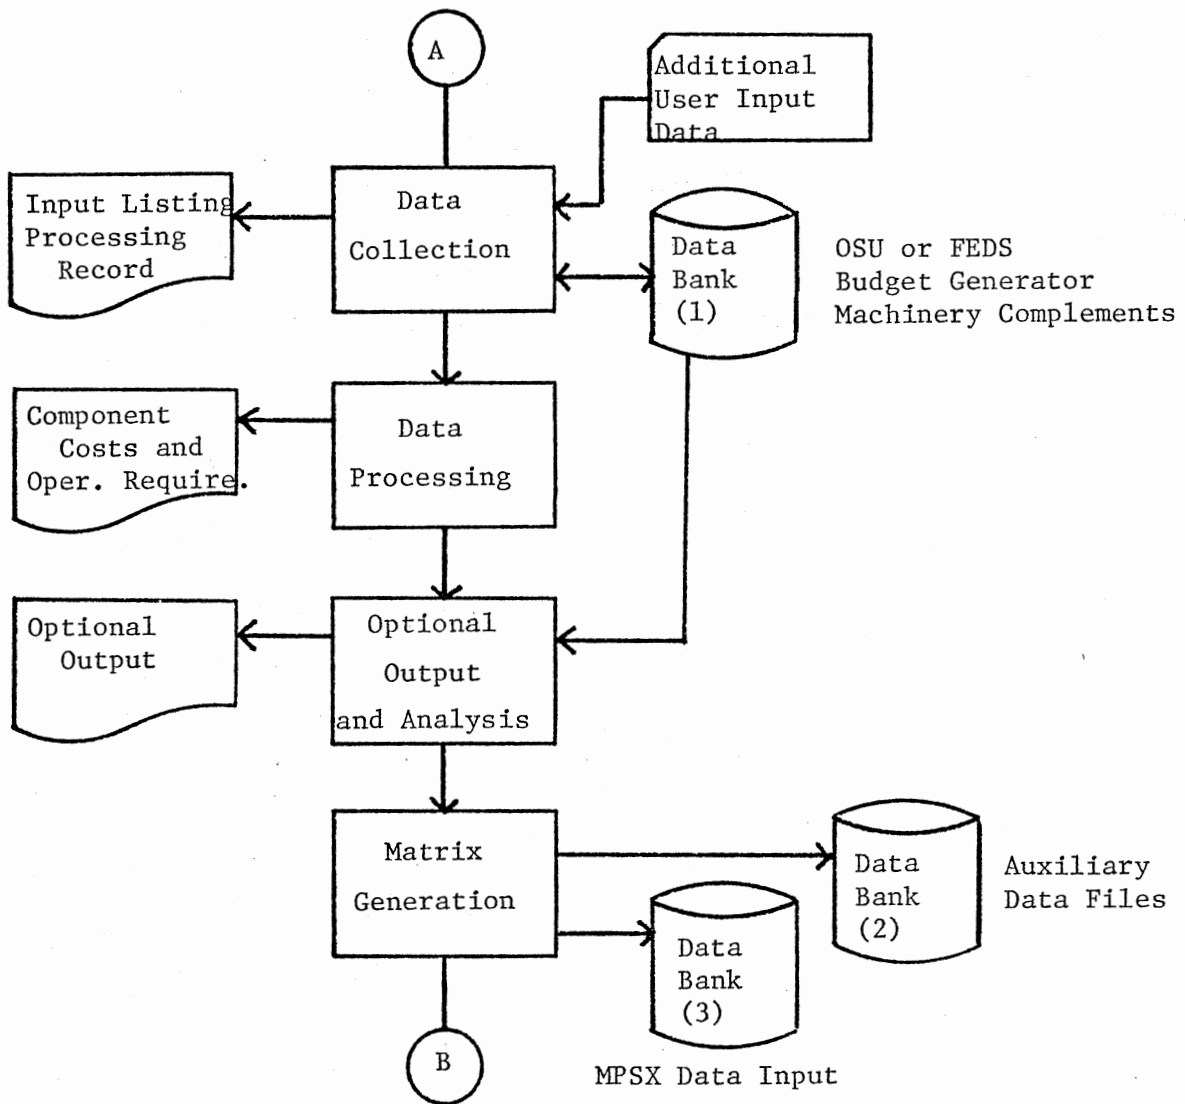 A
Additional
User Input
Data
Input Listing
Processing
Record
Data
Collection
Data
Bank
(1)
OSU or FEDS
Budget Generator
Machinery Complements
Component
Costs and
Oper. Require.
Data
Processing
Optional
Output
Optional
Output
and Analysis
Matrix
Generation
Data
Bank
(2)
Auxiliary
Data Files
Data
Bank
(3)
B
MPSX Data Input